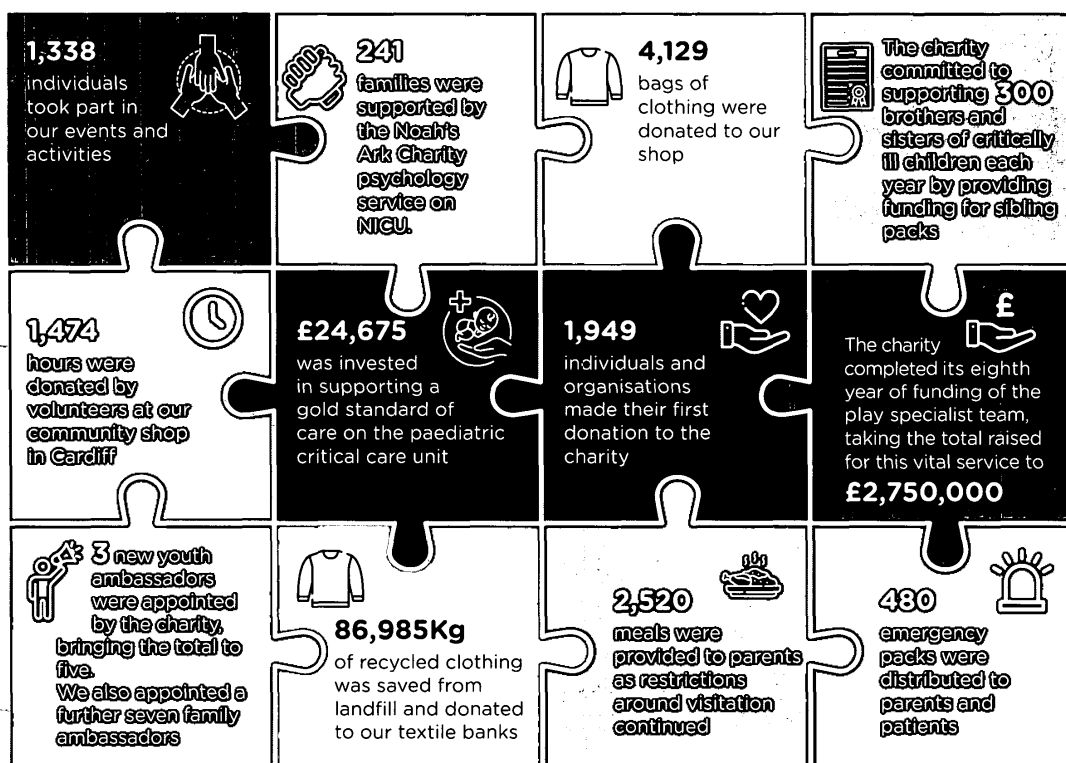 1,338
individuals
took part in
our events and
activities
241
families were
supported by
the Noah's
Ark Charity
psychology
service on
NICU.
4,129
bags of
clothing were
donated to our
shop
The charity
committed to
supporting 300
brothers and
sisters of critically
ill children each
year by providing
funding for sibling
packs
1,474
hours were
donated by
volunteers at our
community shop
in Cardiff
£24,675
was invested
in supporting a
gold standard of
care on the paediatric
critical care unit
1,949
individuals and
organisations
made their first
donation to the
charity
£
The charity
completed its eighth
year of funding of the
play specialist team,
taking the total raised
for this vital service to
£2,750,000
3 new youth
ambassadors
were appointed
by the charity,
bringing the total to
five.
We also appointed a
further seven family
ambassadors
86,985Kg
of recycled clothing
was saved from
landfill and donated
to our textile banks
2,520
meals were
provided to parents
as restrictions
around visitation
continued
480
emergency
packs were
distributed to
parents and
patients